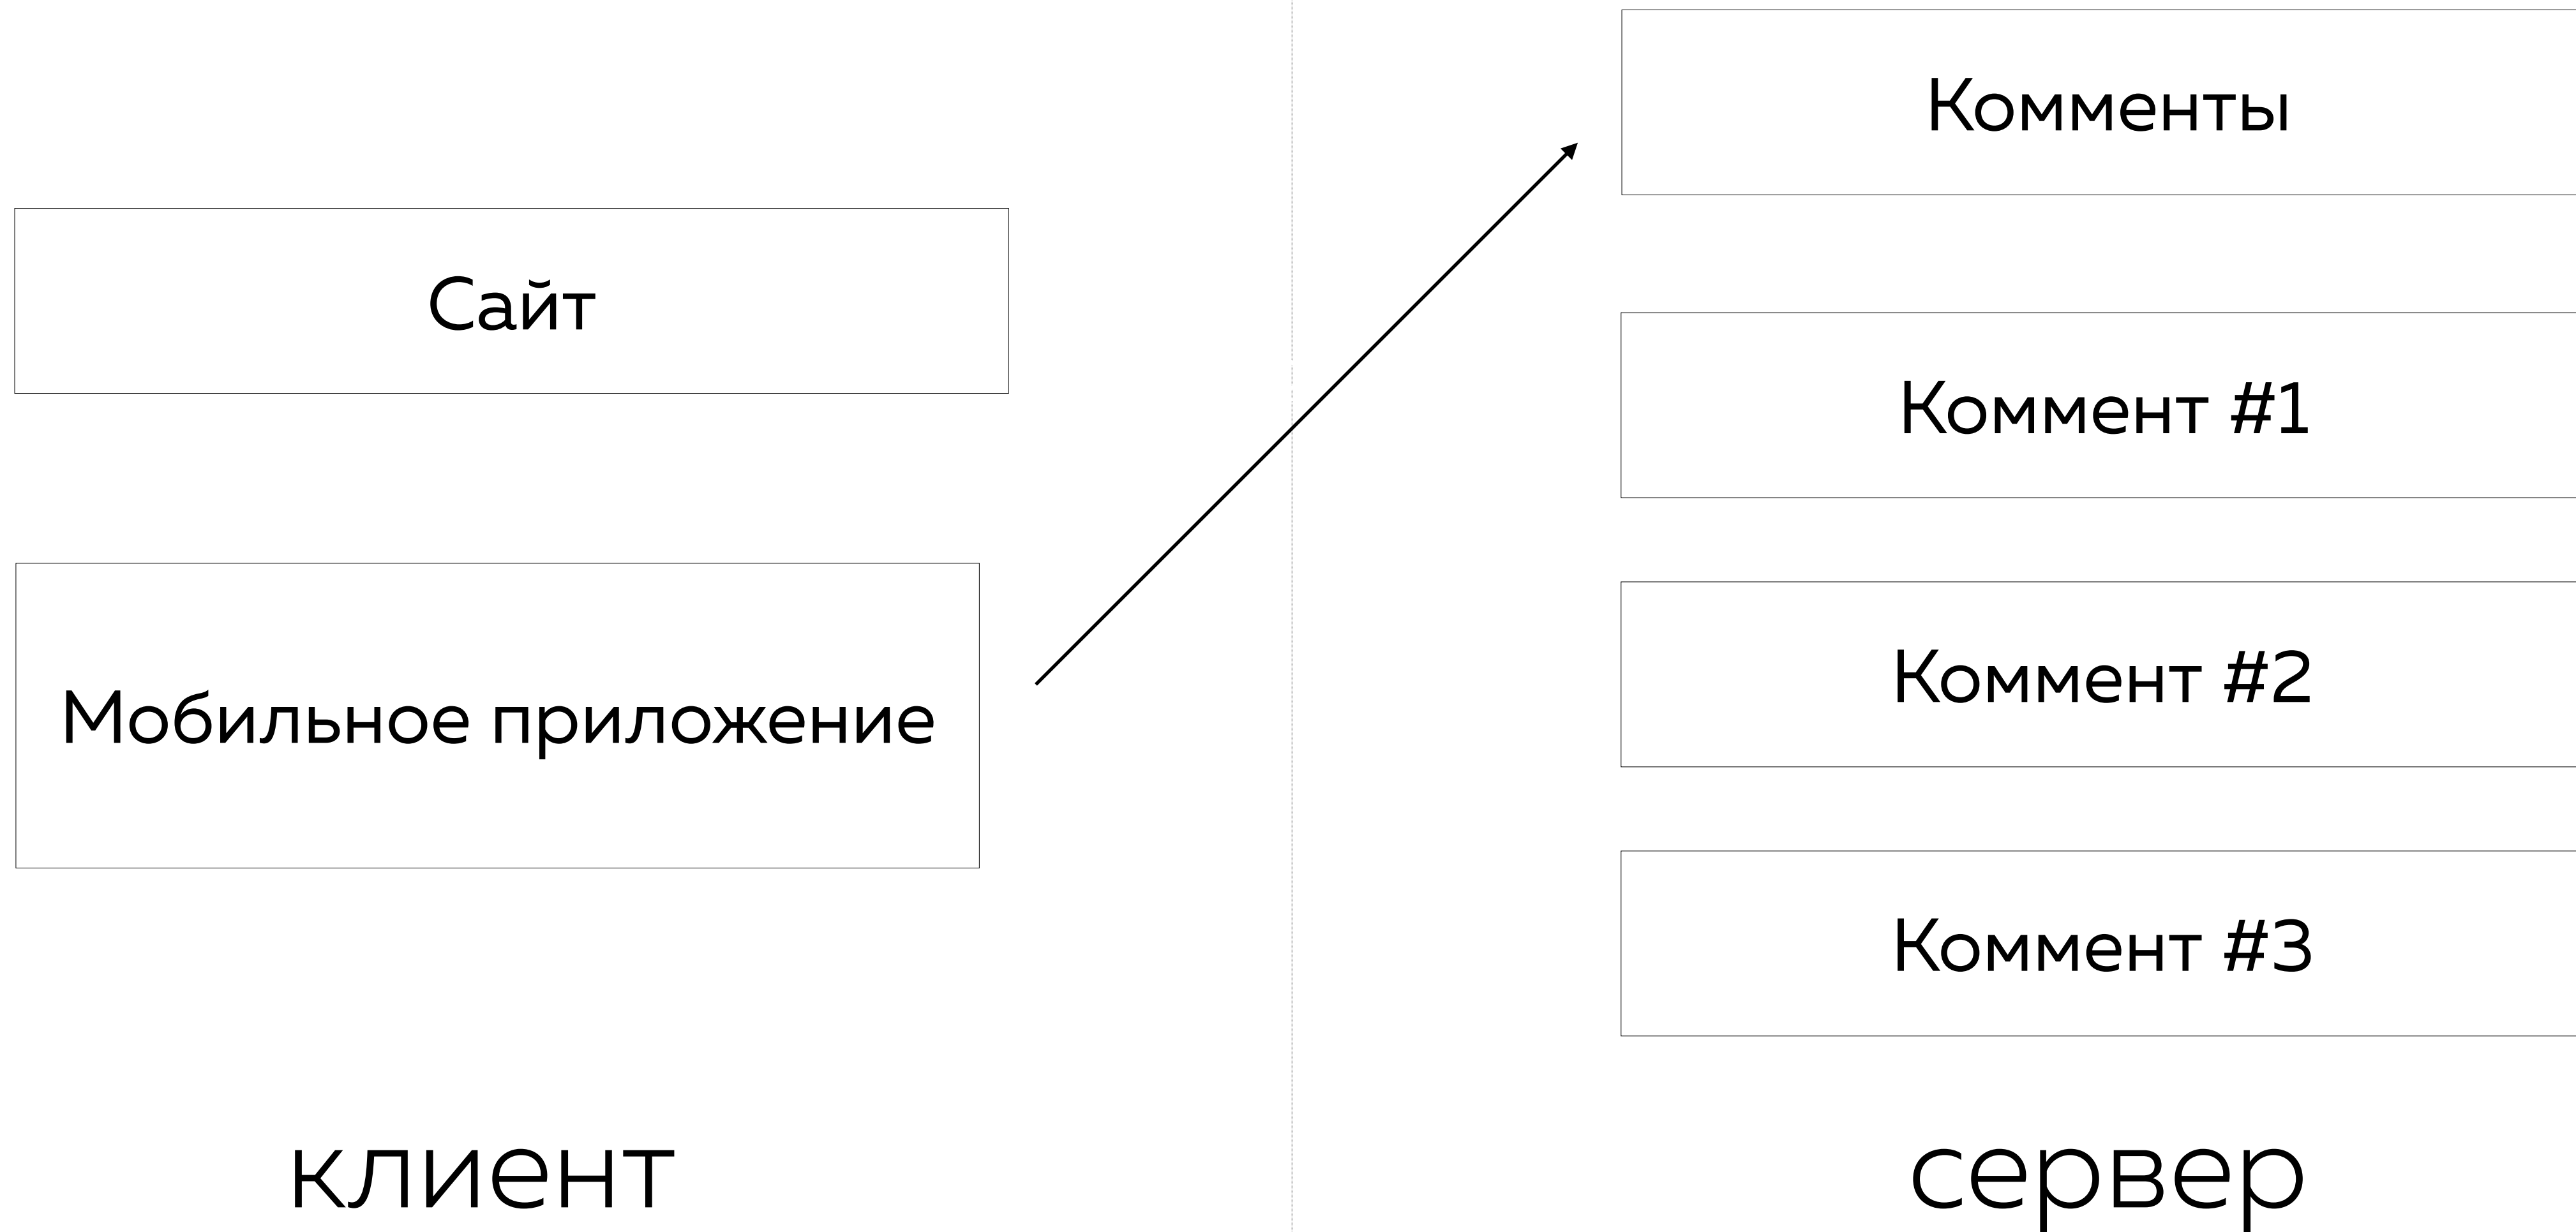 Сайт
Мобильное приложение
клиент
Комменты
Коммент #1
Коммент #2
Коммент #3
сервер